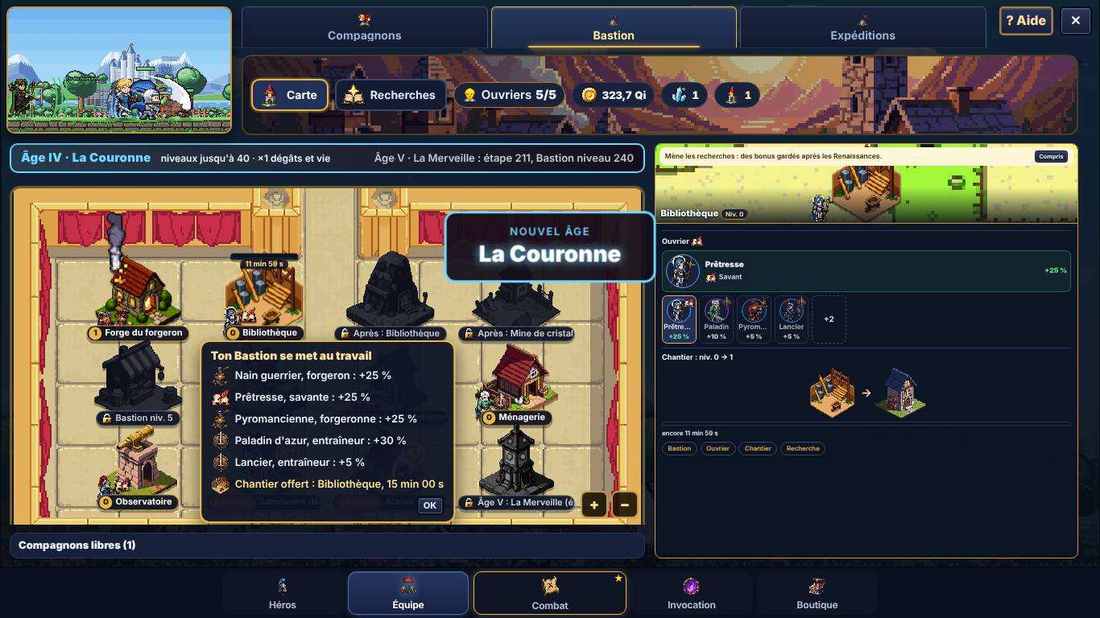 Compagnons
Bastion
Expéditions
? Aide
×
Carte
Recherches
Ouvriers 5/5
323,7 Qi
1
1
Âge IV · La Couronne niveaux jusqu'à 40 · ×1 dégâts et vie
Âge V · La Merveille : étape 211, Bastion niveau 240
NOUVEL ÂGE
La Couronne
11 min 59 s
1 Forge du forgeron
0 Bibliothèque
Après : Bibliothèque
Après : Mine de cristal
Bastion niv. 5
0 Ménagerie
0 Observatoire
Âge V : La Merveille (é
+
−
Ton Bastion se met au travail
Nain guerrier, forgeron : +25 %
Prêtresse, savante : +25 %
Pyromancienne, forgeronne : +25 %
Paladin d'azur, entraîneur : +30 %
Lancier, entraîneur : +5 %
Chantier offert : Bibliothèque, 15 min 00 s
OK
Compagnons libres (1)
Mène les recherches : des bonus gardés après les Renaissances.
Compris
Bibliothèque Niv. 0
Ouvrier
Prêtresse
Savant
+25 %
Prêtre...
+25 %
Paladin
+10 %
Pyrom...
+5 %
Lancier
+5 %
+2
Chantier : niv. 0 → 1
encore 11 min 59 s
Bastion
Ouvrier
Chantier
Recherche
Héros
Équipe
Combat
Invocation
Boutique